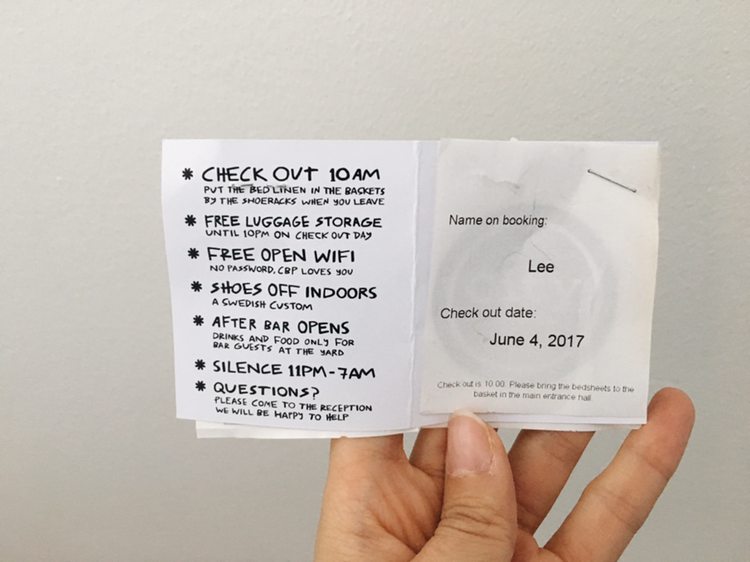 * CHECK OUT 10AM
PUT THE BED LINEN IN THE BASKETS
BY THE SHOERACKS WHEN YOU LEAVE
* FREE LUGGAGE STORAGE
UNTIL 10PM ON CHECK OUT DAY
* FREE OPEN WIFI
NO PASSWORD, CBP LOVES YOU
* SHOES OFF INDOORS
A SWEDISH CUSTOM
* AFTER BAR OPENS
DRINKS AND FOOD ONLY FOR
BAR GUESTS AT THE YARD
* SILENCE 11PM-7AM
* QUESTIONS?
PLEASE COME TO THE RECEPTION
WE WILL BE HAPPY TO HELP
Name on booking:
Lee
Check out date:
June 4, 2017
Check out is 10.00. Please bring the bedsheets to the
basket in the main entrance hall